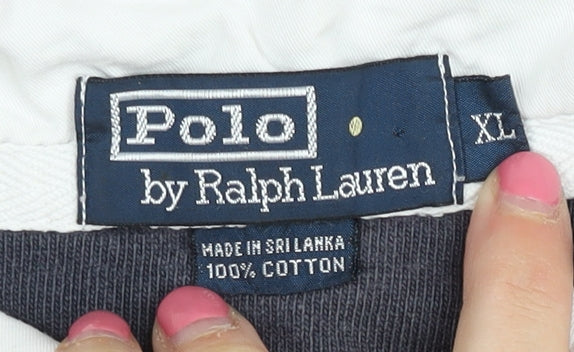 Polo
by Ralph Lauren
XL
MADE IN SRI LANKA
100% COTTON